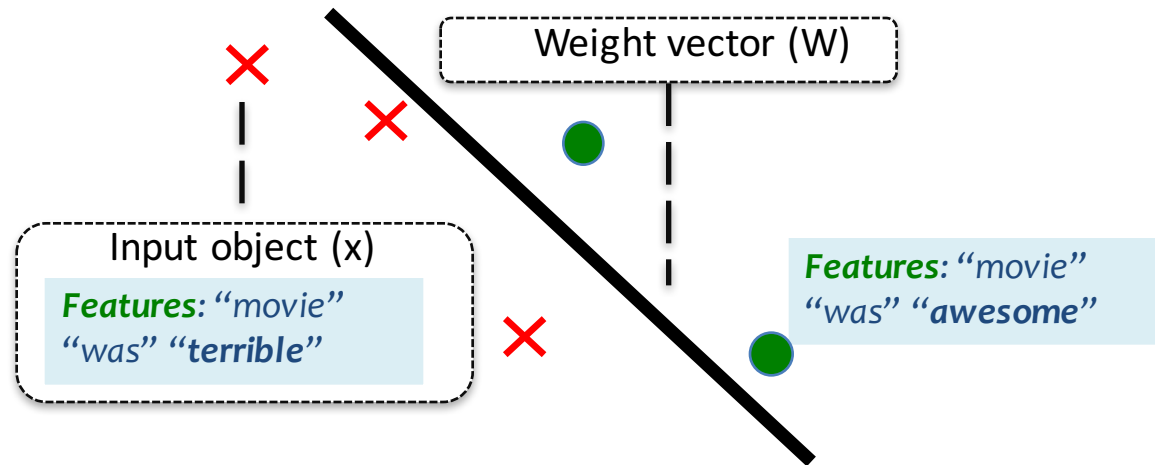 Weight vector (W)
Input object (x)
Features: “movie”
“was” “terrible”
Features: “movie”
“was” “awesome”